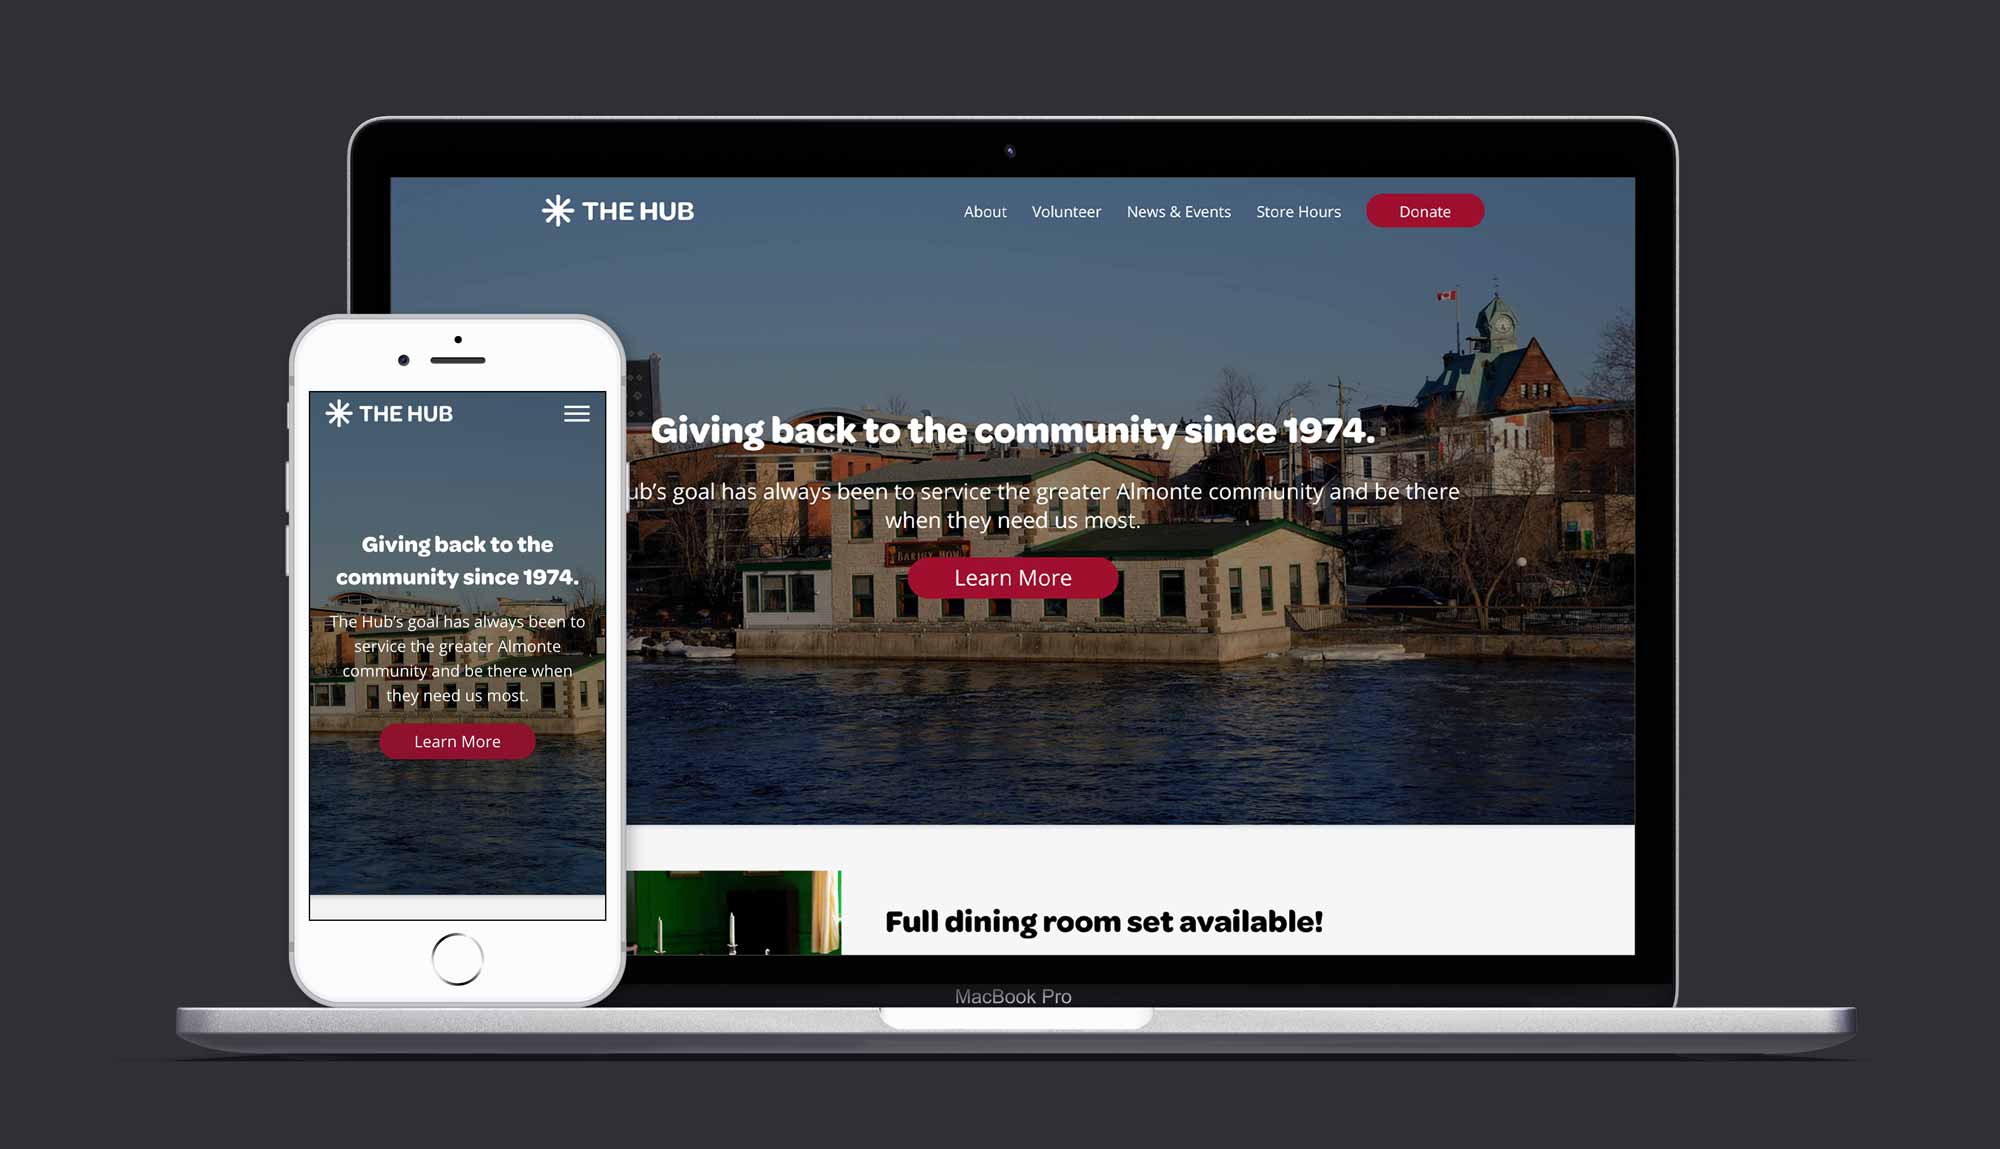 THE HUB
About Volunteer News & Events Store Hours Donate
Giving back to the community since 1974.
ub's goal has always been to service the greater Almonte community and be there
when they need us most.
BARLEY MOW
Learn More
Full dining room set available!
MacBook Pro
THE HUB
Giving back to the
community since 1974.
The Hub's goal has always been to
service the greater Almonte
community and be there when
they need us most.
Learn More